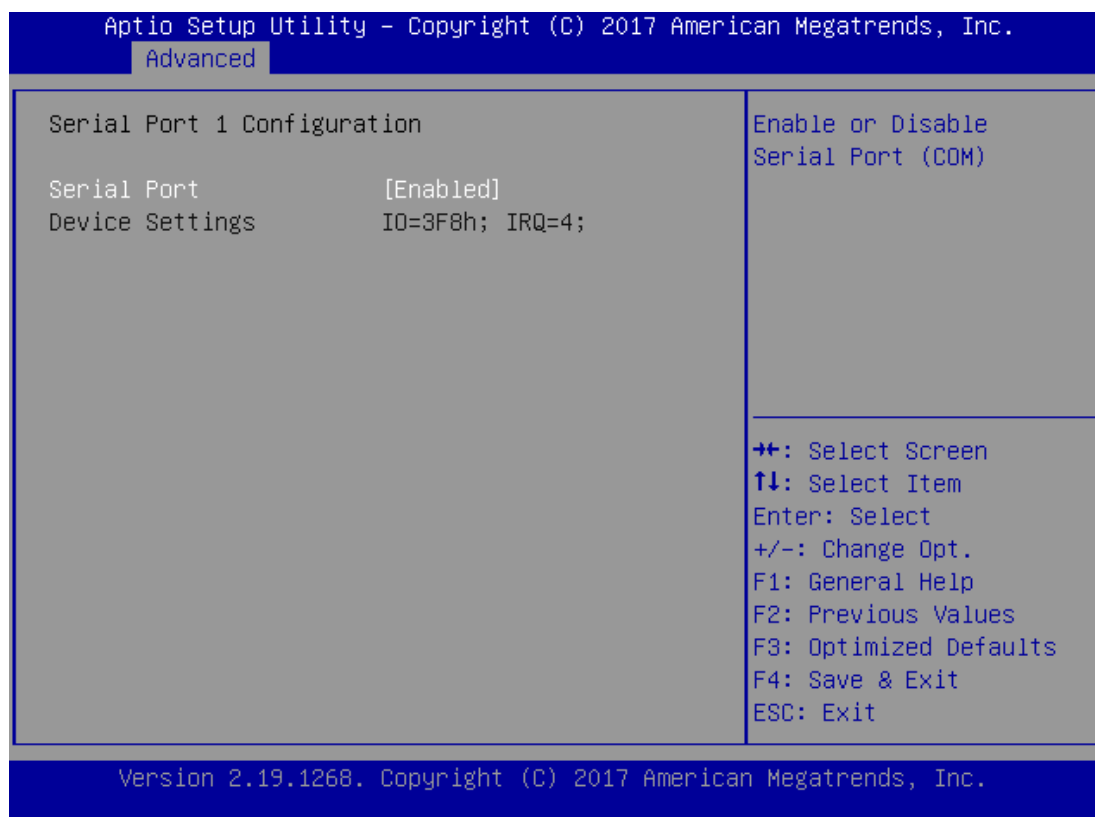 Aptio Setup Utility – Copyright (C) 2017 American Megatrends, Inc.
Advanced
Serial Port 1 Configuration
Serial Port [Enabled]
Device Settings IO=3F8h; IRQ=4;
Enable or Disable
Serial Port (COM)
→←: Select Screen
↑↓: Select Item
Enter: Select
+/-: Change Opt.
F1: General Help
F2: Previous Values
F3: Optimized Defaults
F4: Save & Exit
ESC: Exit
Version 2.19.1268. Copyright (C) 2017 American Megatrends, Inc.